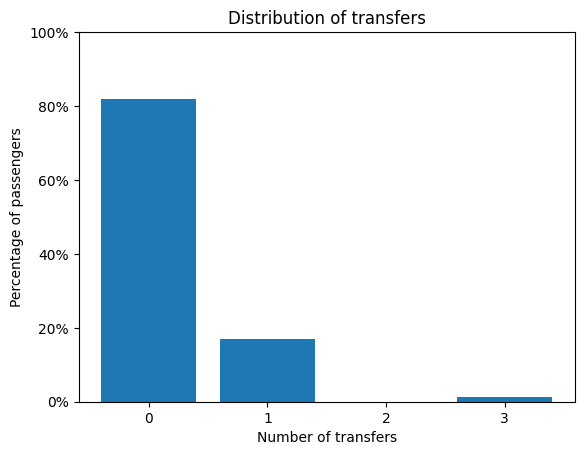 Distribution of transfers
100%
80%
60%
40%
20%
0%
Percentage of passengers
0 1 2 3
Number of transfers